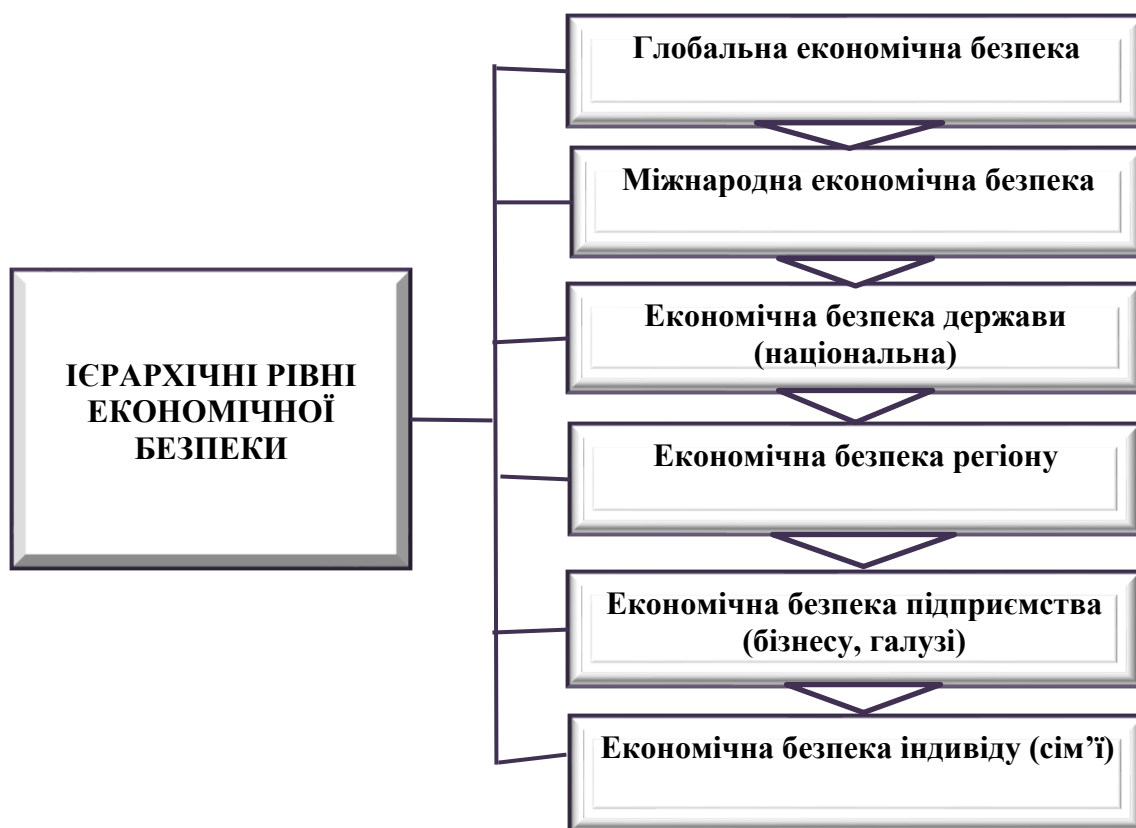 Глобальна економічна безпека
Міжнародна економічна безпека
Економічна безпека держави
(національна)
ІЄРАРХІЧНІ РІВНІ
ЕКОНОМІЧНОЇ
БЕЗПЕКИ
Економічна безпека регіону
Економічна безпека підприємства
(бізнесу, галузі)
Економічна безпека індивіду (сім’ї)